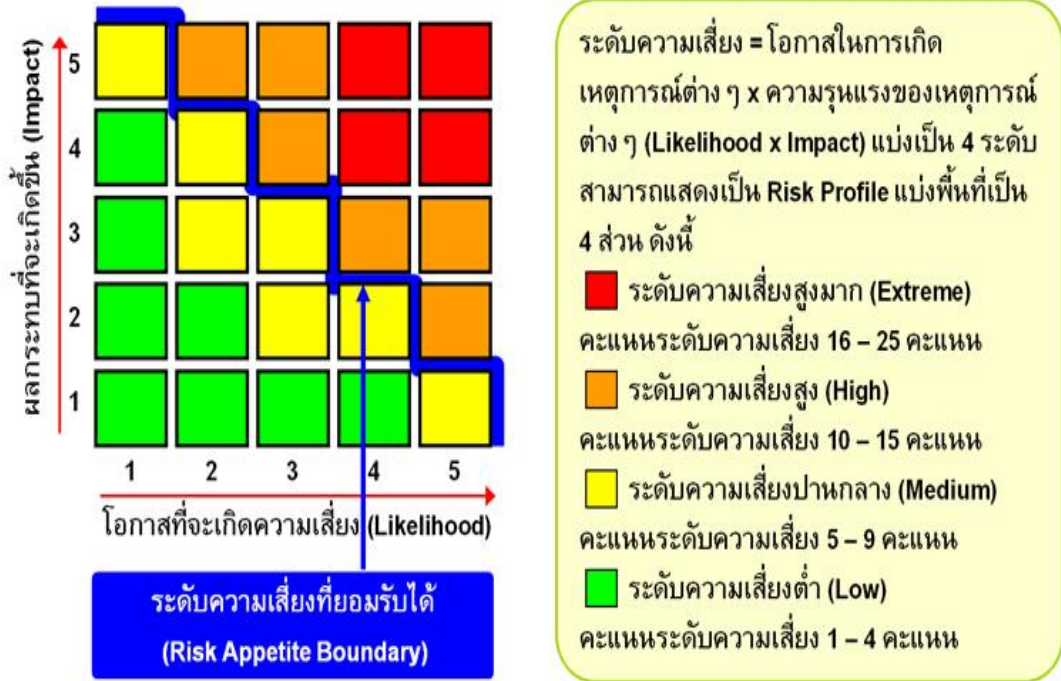 ผลกระทบที่จะเกิดขึ้น (Impact)
5
4
3
2
1
1 2 3 4 5
โอกาสที่จะเกิดความเสี่ยง (Likelihood)
ระดับความเสี่ยงที่ยอมรับได้
(Risk Appetite Boundary)
ระดับความเสี่ยง = โอกาสในการเกิด
เหตุการณ์ต่าง ๆ x ความรุนแรงของเหตุการณ์
ต่าง ๆ (Likelihood x Impact) แบ่งเป็น 4 ระดับ
สามารถแสดงเป็น Risk Profile แบ่งพื้นที่เป็น
4 ส่วน ดังนี้
ระดับความเสี่ยงสูงมาก (Extreme)
คะแนนระดับความเสี่ยง 16 – 25 คะแนน
ระดับความเสี่ยงสูง (High)
คะแนนระดับความเสี่ยง 10 – 15 คะแนน
ระดับความเสี่ยงปานกลาง (Medium)
คะแนนระดับความเสี่ยง 5 – 9 คะแนน
ระดับความเสี่ยงต่ำ (Low)
คะแนนระดับความเสี่ยง 1 – 4 คะแนน